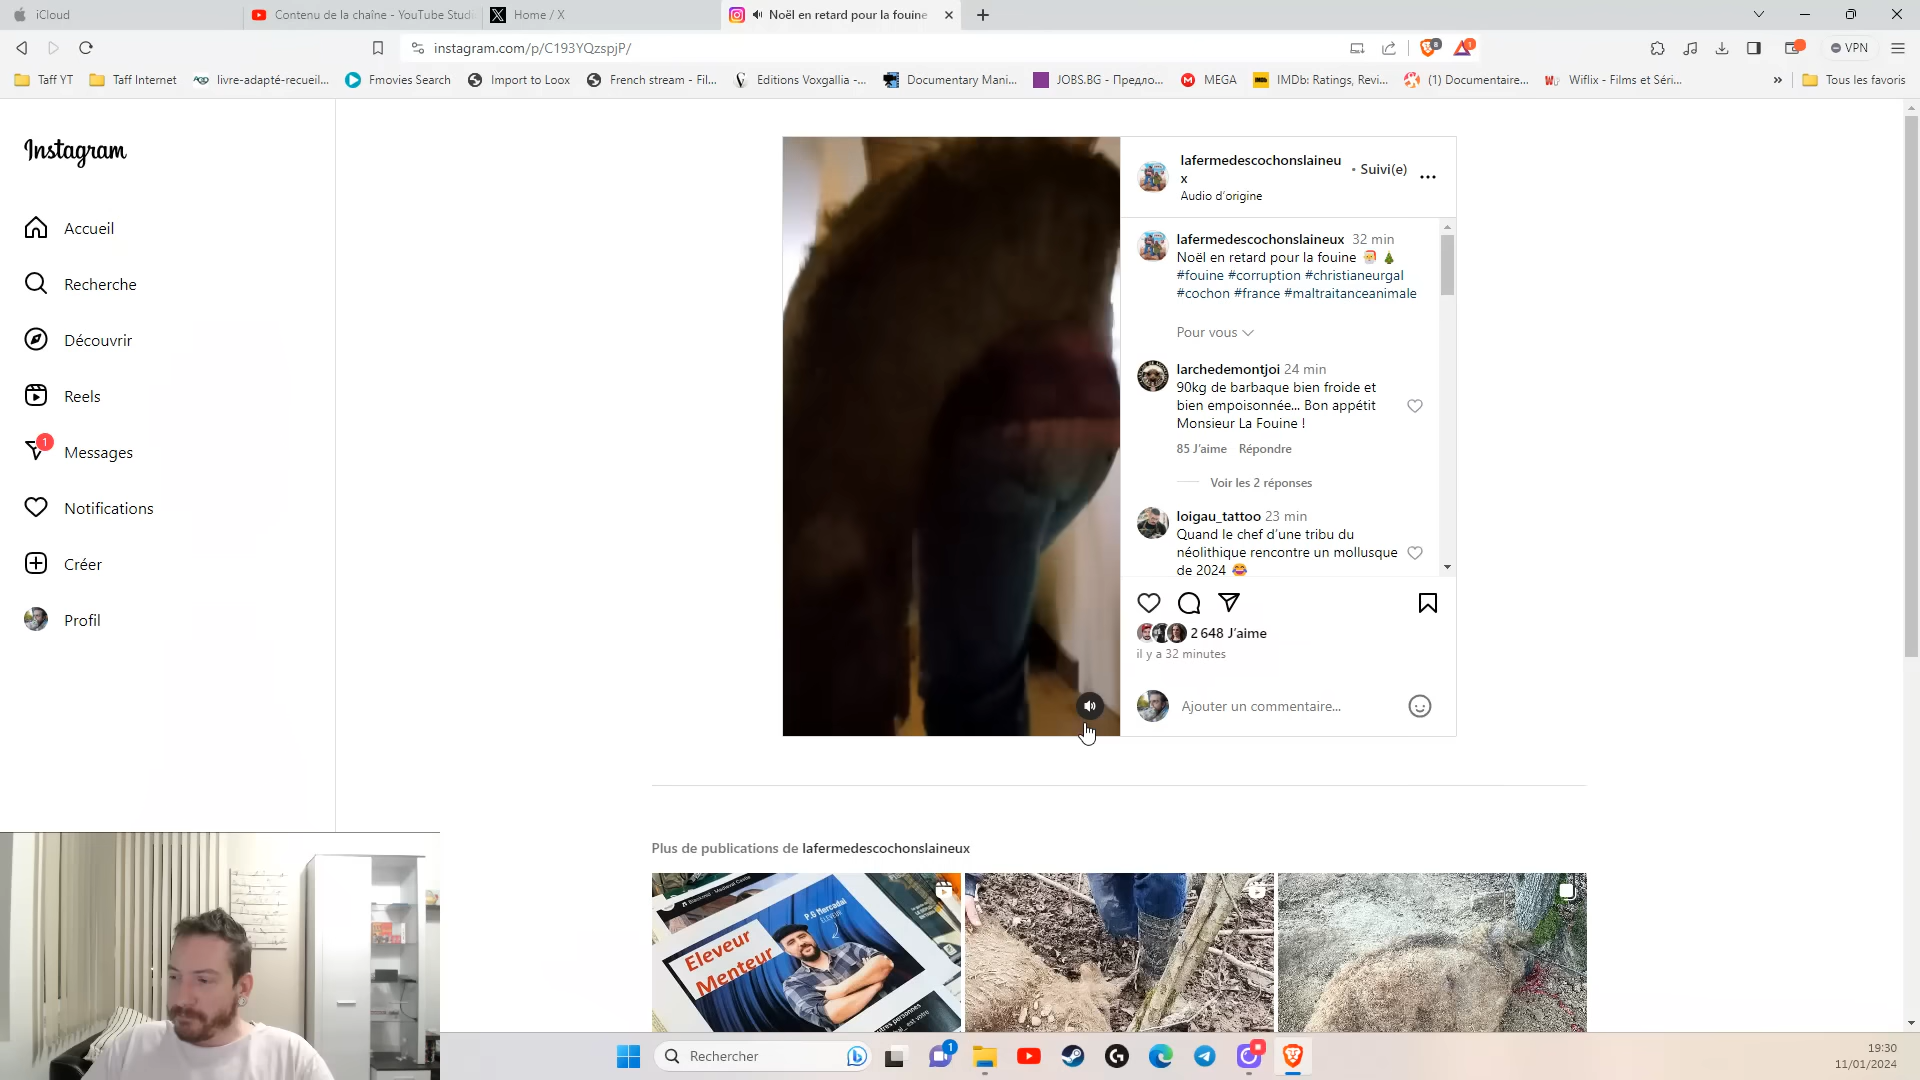 iCloud
Contenu de la chaîne - YouTube Studi
Home / X
Noël en retard pour la fouine
instagram.com/p/C193YQzspjP/
8
1
VPN
Taff YT
Taff Internet
livre-adapté-recueil...
Fmovies Search
Import to Loox
French stream - Fil...
Editions Voxgallia -...
Documentary Mani...
JOBS.BG - Предло...
MEGA
IMDb: Ratings, Revi...
(1) Documentaire...
Wiflix - Films et Séri...
»
Tous les favoris
Instagram
Accueil
Recherche
Découvrir
Reels
1
Messages
Notifications
Créer
Profil
lafermedescochonslaineu
x
• Suivi(e)
Audio d'origine
lafermedescochonslaineux 32 min
Noël en retard pour la fouine 🎅 🎄
#fouine #corruption #christianeurgal
#cochon #france #maltraitanceanimale
Pour vous
larchedemontjoi 24 min
90kg de barbaque bien froide et
bien empoisonnée... Bon appétit
Monsieur La Fouine !
85 J'aime Répondre
Voir les 2 réponses
loigau_tattoo 23 min
Quand le chef d'une tribu du
néolithique rencontre un mollusque
de 2024 😂
2 648 J'aime
il y a 32 minutes
Ajouter un commentaire...
Plus de publications de lafermedescochonslaineux
P.G Mercadai
ELEVEUR
Eleveur
Menteur
Rechercher
1
19:30
11/01/2024